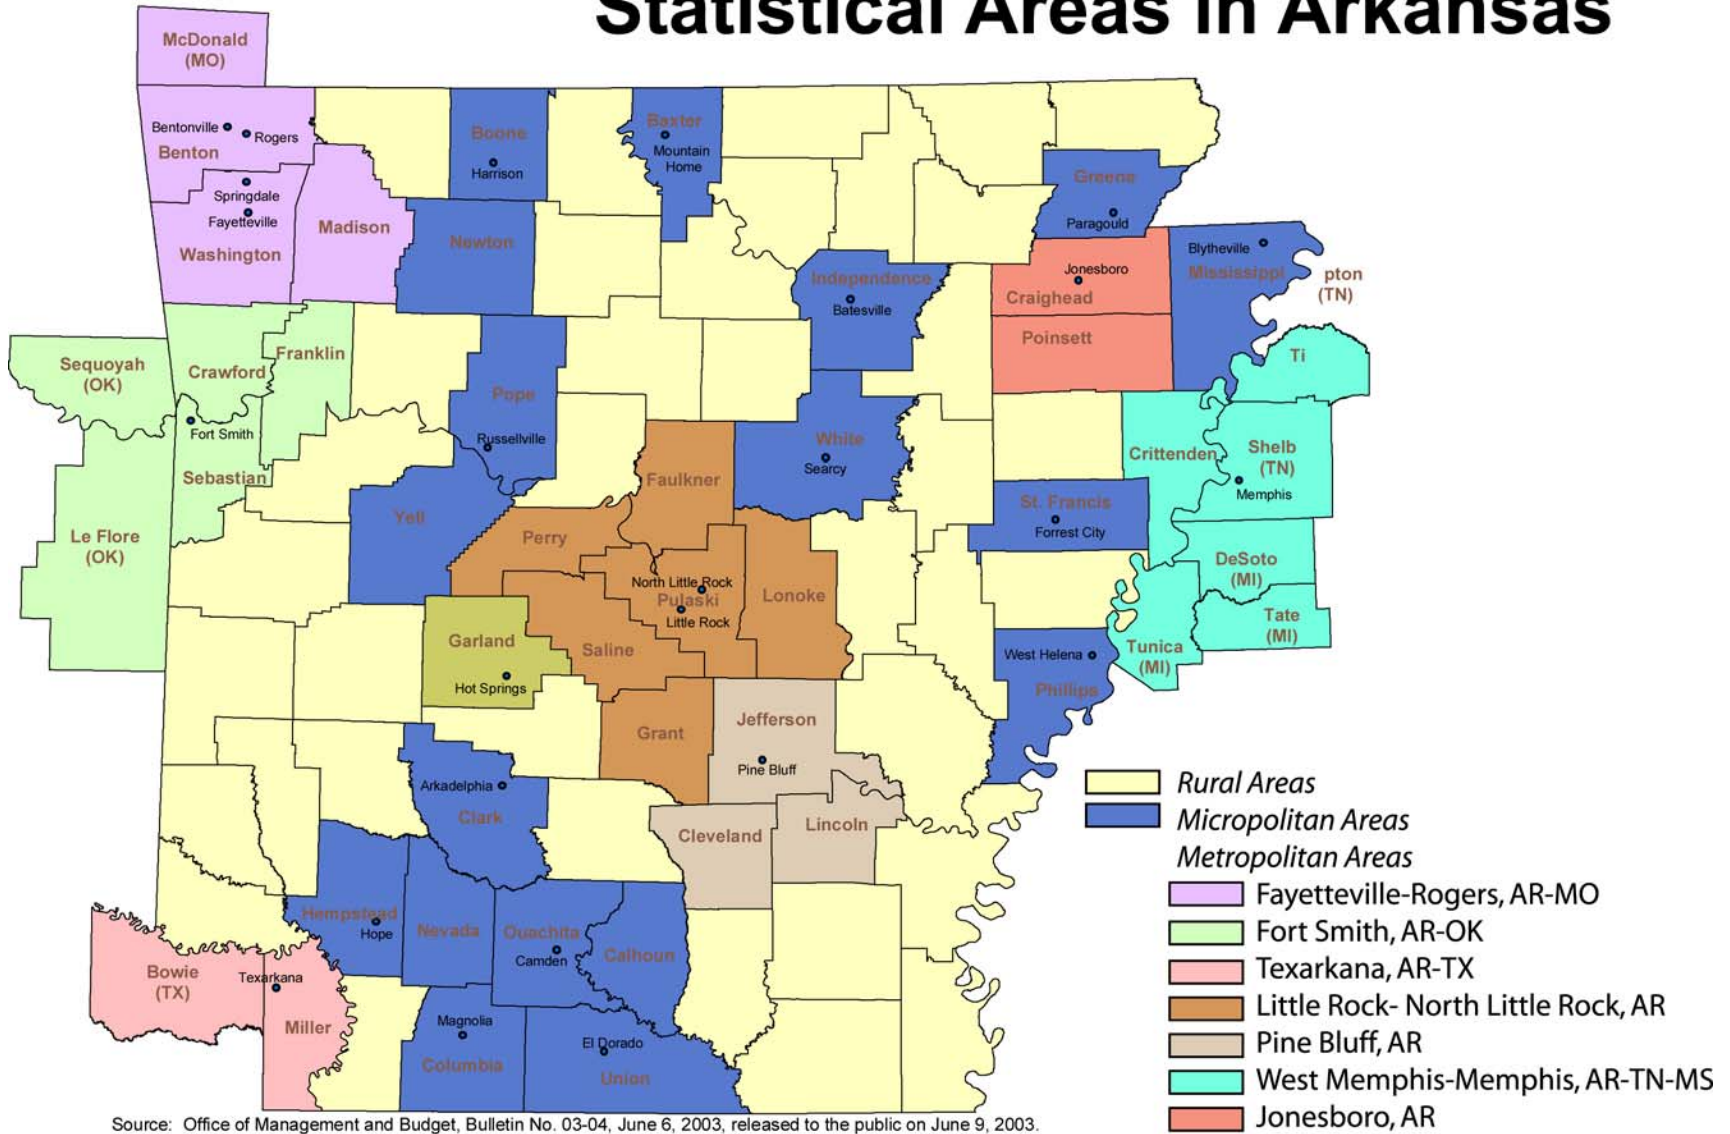 Statistical Areas in Arkansas
McDonald
(MO)
Bentonville
Rogers
Benton
Springdale
Fayetteville
Washington
Madison
Boone
Harrison
Newton
Baxter
Mountain
Home
Greene
Paragould
Independence
Batesville
Jonesboro
Craighead
Poinsett
Blytheville
Mississippi
pton
(TN)
Ti
Sequoyah
(OK)
Crawford
Franklin
Fort Smith
Sebastian
Le Flore
(OK)
Pope
Russellville
Yell
White
Searcy
Faulkner
Perry
North Little Rock
Pulaski
Little Rock
Lonoke
Saline
Garland
Hot Springs
Grant
Crittenden
Shelb
(TN)
Memphis
St. Francis
Forrest City
DeSoto
(MI)
Tate
(MI)
Tunica
(MI)
West Helena
Phillips
Jefferson
Pine Bluff
Cleveland
Lincoln
Arkadelphia
Clark
Hempstead
Hope
Nevada
Ouachita
Camden
Calhoun
Bowie
(TX)
Texarkana
Miller
Magnolia
Columbia
El Dorado
Union
Rural Areas
Micropolitan Areas
Metropolitan Areas
Fayetteville-Rogers, AR-MO
Fort Smith, AR-OK
Texarkana, AR-TX
Little Rock- North Little Rock, AR
Pine Bluff, AR
West Memphis-Memphis, AR-TN-MS
Jonesboro, AR
Source: Office of Management and Budget, Bulletin No. 03-04, June 6, 2003, released to the public on June 9, 2003.